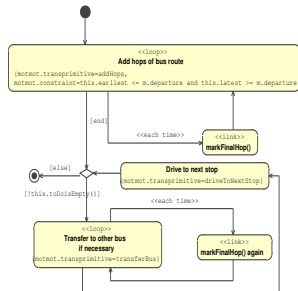 <<loop>>
Add hops of bus route
{motmot.transprimitive=addHops,
motmot.constraint=this.earliest <= m.departure and this.latest >= m.departure
[end]
<<each time>>
<<link>>
markFinalHop()
[else]
Drive to next stop
{motmot.transprimitive=driveToNextStop}
[!this.toDoisEmpty()]
<<each time>>
<<loop>>
Transfer to other bus
if necessary
{motmot.transprimitive=transferBus}
<<link>>
markFinalHop() again